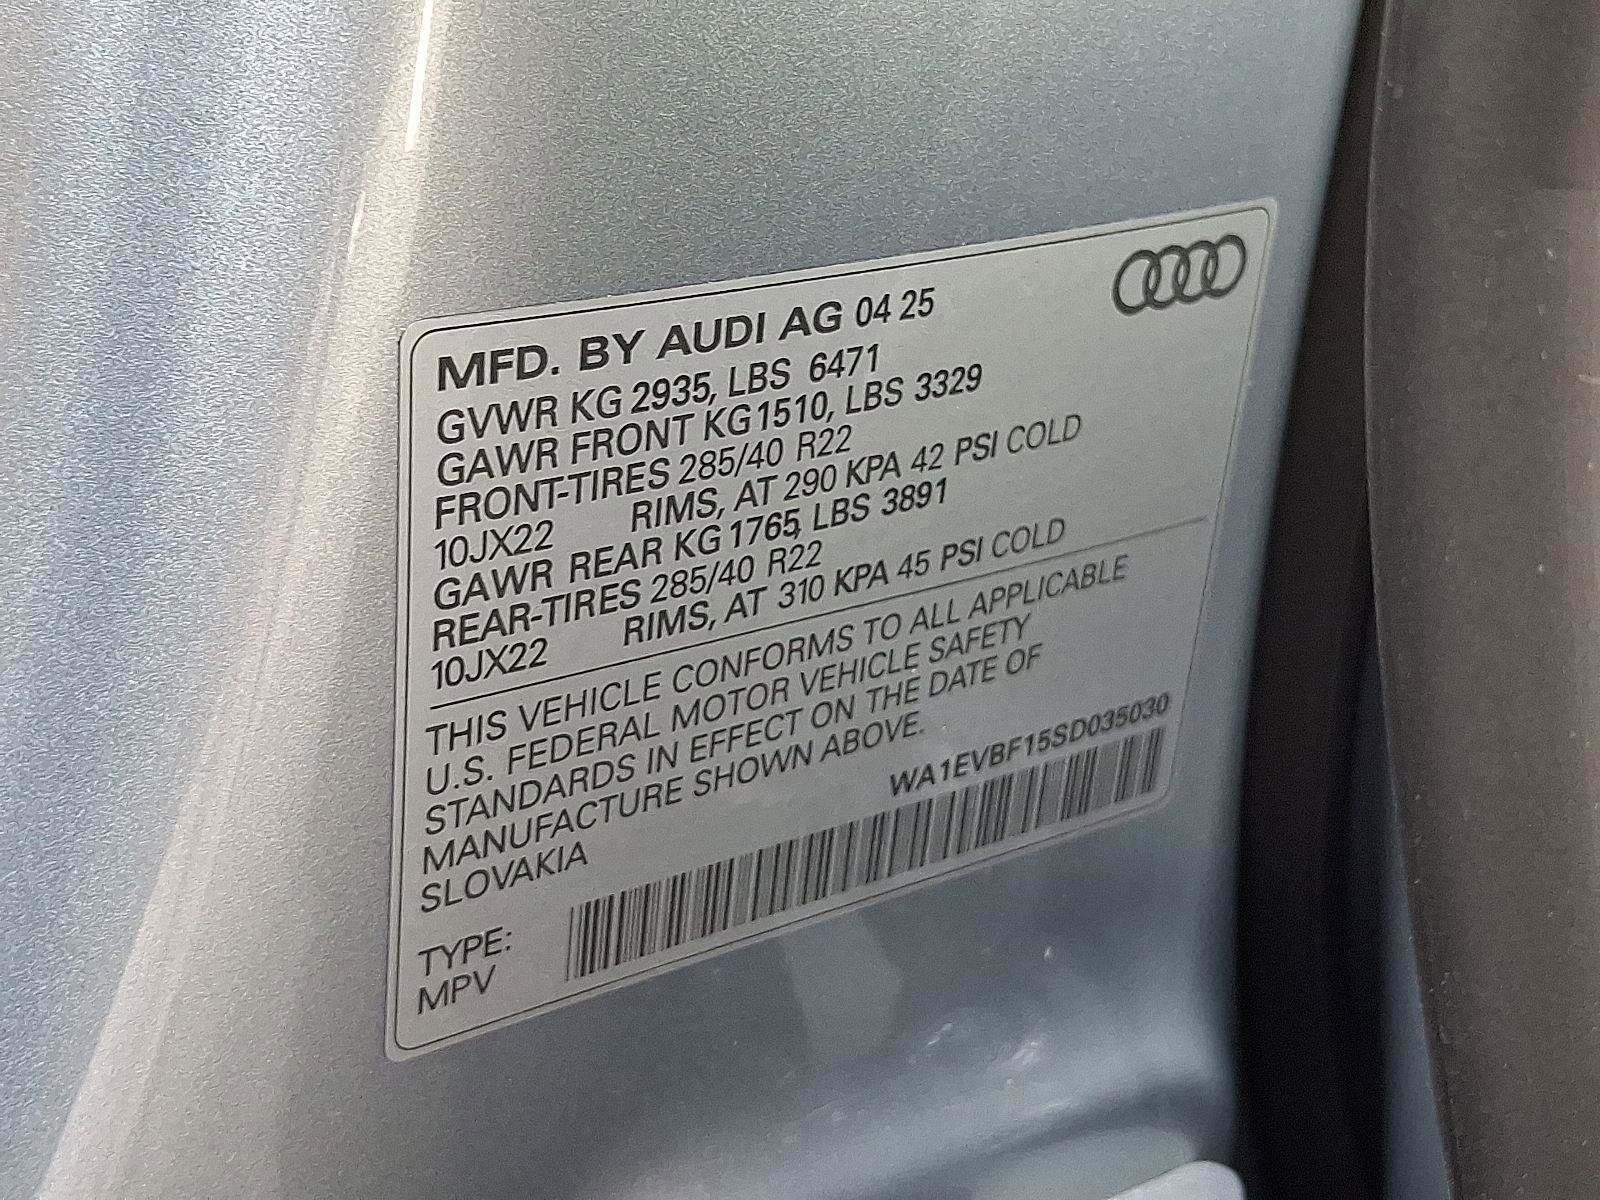 MFD. BY AUDI AG 04 25
GVWR KG 2935, LBS 6471
GAWR FRONT KG 1510, LBS 3329
FRONT-TIRES 285/40 R22
10JX22 RIMS, AT 290 KPA 42 PSI COLD
GAWR REAR KG 1765, LBS 3891
REAR-TIRES 285/40 R22
10JX22 RIMS, AT 310 KPA 45 PSI COLD
THIS VEHICLE CONFORMS TO ALL APPLICABLE
U.S. FEDERAL MOTOR VEHICLE SAFETY
STANDARDS IN EFFECT ON THE DATE OF
MANUFACTURE SHOWN ABOVE.
SLOVAKIA
WA1EVBF15SD035030
TYPE:
MPV